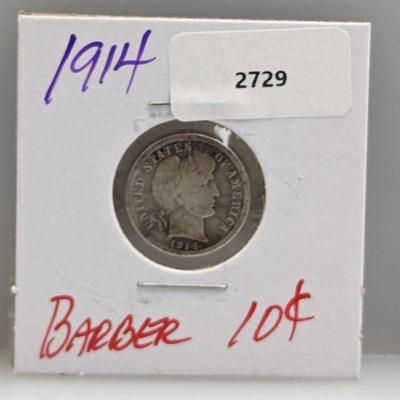 1914
2729
UNITED STATES OF AMERICA
1914
BARBER 10¢